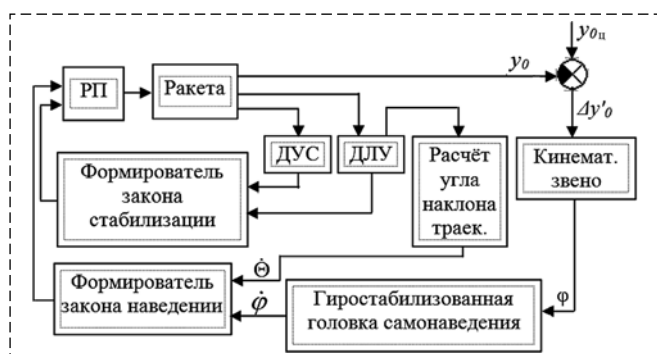 y₀ц
y₀
РП
Ракета
Δy'₀
ДУС
ДЛУ
Расчёт
угла
наклона
траек.
Кинемат.
звено
Формирователь
закона
стабилизации
Θ̇
φ
Формирователь
закона наведении
φ̇
Гиростабилизованная
головка самонаведения